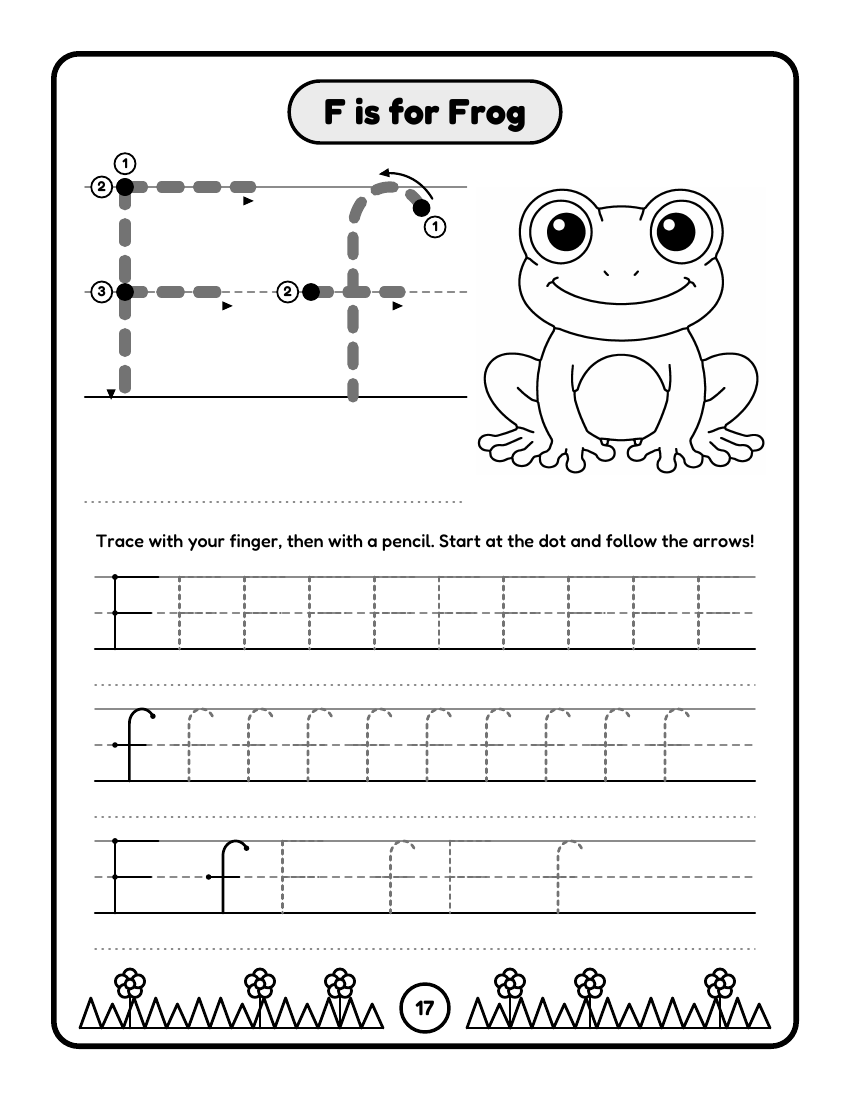 F is for Frog
1
2
F f
1
3
2
Trace with your finger, then with a pencil. Start at the dot and follow the arrows!
F F F F F F F F F F
f f f f f f f f f f
F f F f F f
17